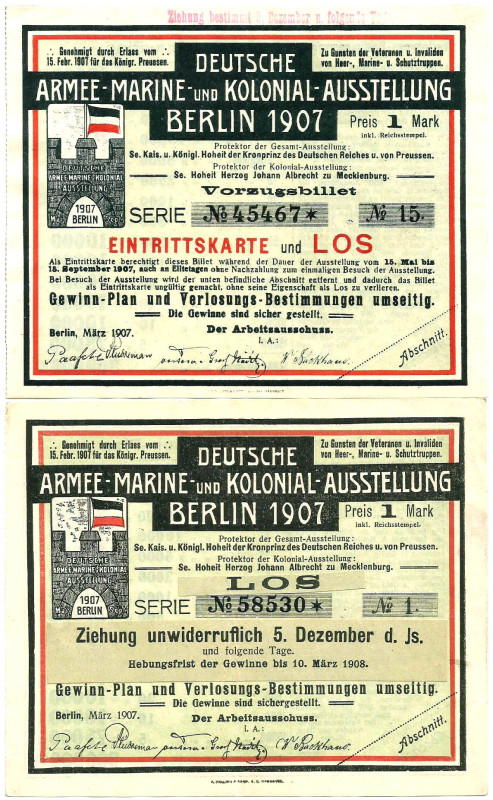 Ziehung bestimmt 5. Dezember u. folgende
∴ Genehmigt durch Erlass vom ∴
15. Febr. 1907 für das Königr. Preussen.
Zu Gunsten der Veteranen u. Invaliden
von Heer-, Marine- u. Schutztruppen.
DEUTSCHE
ARMEE-MARINE-UND KOLONIAL-AUSSTELLUNG
BERLIN 1907
Preis 1 Mark
inkl. Reichsstempel.
Protektor der Gesamt-Ausstellung:
Se. Kais. u. Königl. Hoheit der Kronprinz des Deutschen Reiches u. von Preussen.
Protektor der Kolonial-Ausstellung:
Se. Hoheit Herzog Johann Albrecht zu Mecklenburg.
DEUTSCHE
ARMEE-MARINE-KOLONIAL
AUSSTELLUNG
1907
BERLIN
Vorzugsbillet
SERIE № 45467* № 15.
EINTRITTSKARTE und LOS
Als Eintrittskarte berechtigt dieses Billet während der Dauer der Ausstellung vom 15. Mai bis
15. September 1907, auch an Elitetagen ohne Nachzahlung zum einmaligen Besuch der Ausstellung.
Bei Besuch der Ausstellung wird der unten befindliche Abschnitt entfernt und dadurch das Billet
als Eintrittskarte ungültig gemacht, ohne seine Eigenschaft als Los zu verlieren.
Gewinn-Plan und Verlosungs-Bestimmungen umseitig.
Die Gewinne sind sicher gestellt.
Berlin, März 1907.
Der Arbeitsausschuss.
I. A.:
Abschnitt.
∴ Genehmigt durch Erlass vom ∴
15. Febr. 1907 für das Königr. Preussen.
Zu Gunsten der Veteranen u. Invaliden
von Heer-, Marine- u. Schutztruppen.
DEUTSCHE
ARMEE-MARINE-UND KOLONIAL-AUSSTELLUNG
BERLIN 1907
Preis 1 Mark
inkl. Reichsstempel.
Protektor der Gesamt-Ausstellung:
Se. Kais. u. Königl. Hoheit der Kronprinz des Deutschen Reiches u. von Preussen.
Protektor der Kolonial-Ausstellung:
Se. Hoheit Herzog Johann Albrecht zu Mecklenburg.
DEUTSCHE
ARMEE-MARINE-KOLONIAL
AUSSTELLUNG
1907
BERLIN
LOS
SERIE № 58530* № 1.
Ziehung unwiderruflich 5. Dezember d. Js.
und folgende Tage.
Hebungsfrist der Gewinne bis 10. März 1908.
Gewinn-Plan und Verlosungs-Bestimmungen umseitig.
Die Gewinne sind sichergestellt.
Berlin, März 1907.
Der Arbeitsausschuss.
I. A.:
Abschnitt.